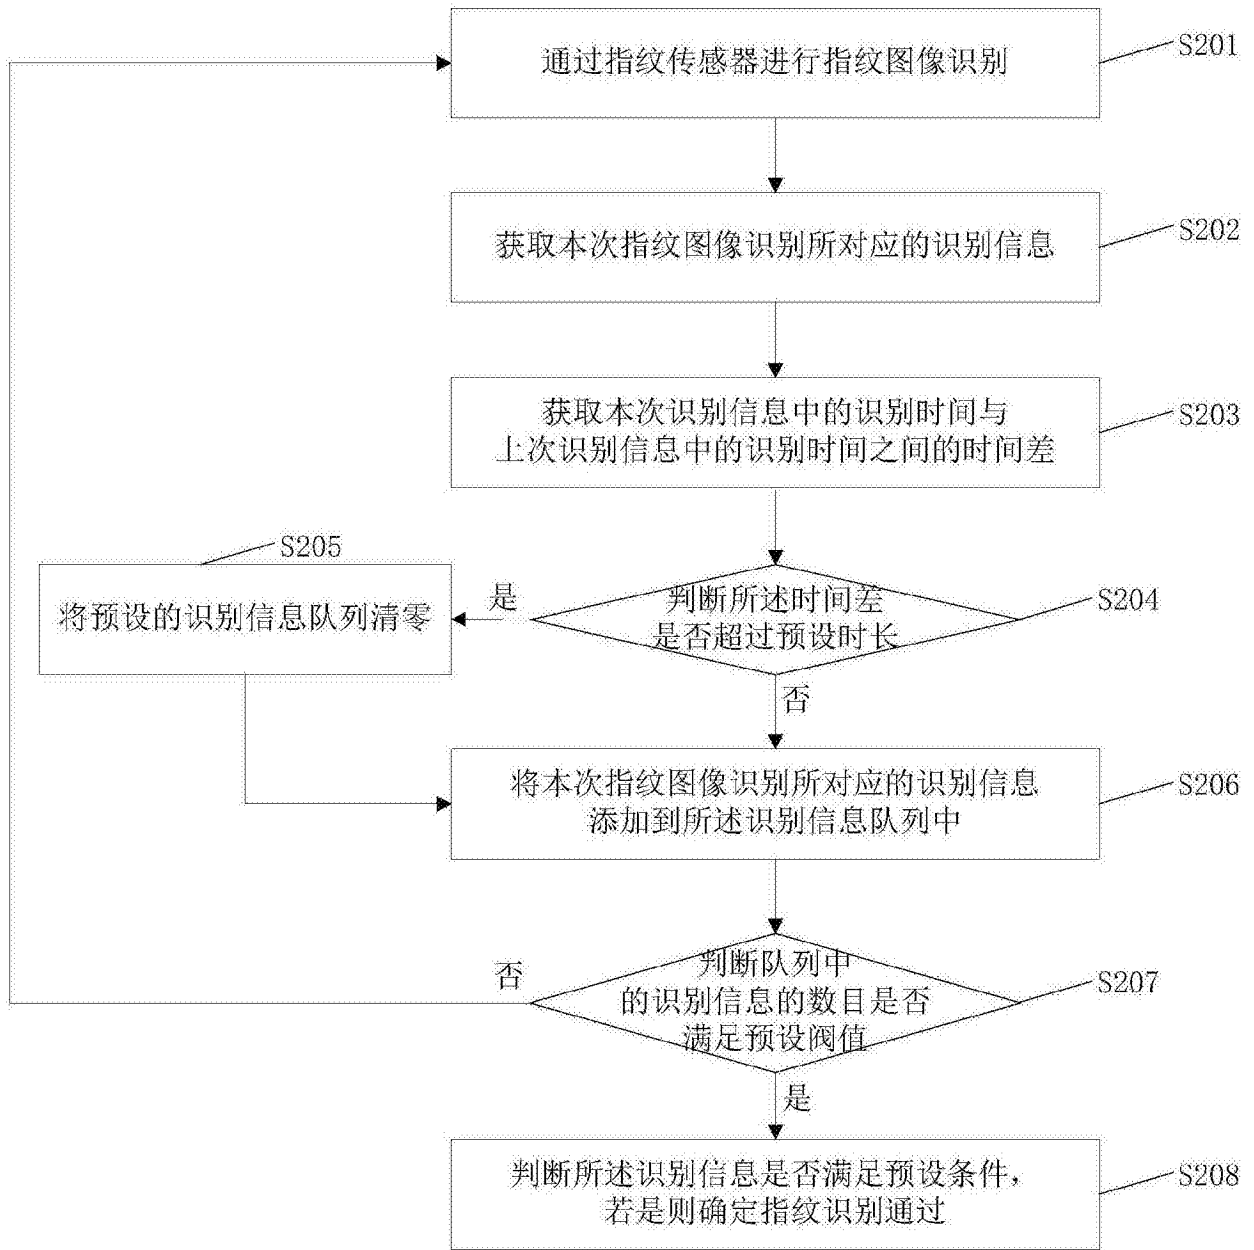 通过指纹传感器进行指纹图像识别
S201
获取本次指纹图像识别所对应的识别信息
S202
获取本次识别信息中的识别时间与
上次识别信息中的识别时间之间的时间差
S203
判断所述时间差
是否超过预设时长
S204
是
S205
将预设的识别信息队列清零
否
将本次指纹图像识别所对应的识别信息
添加到所述识别信息队列中
S206
判断队列中
的识别信息的数目是否
满足预设阀值
S207
否
是
判断所述识别信息是否满足预设条件，
若是则确定指纹识别通过
S208